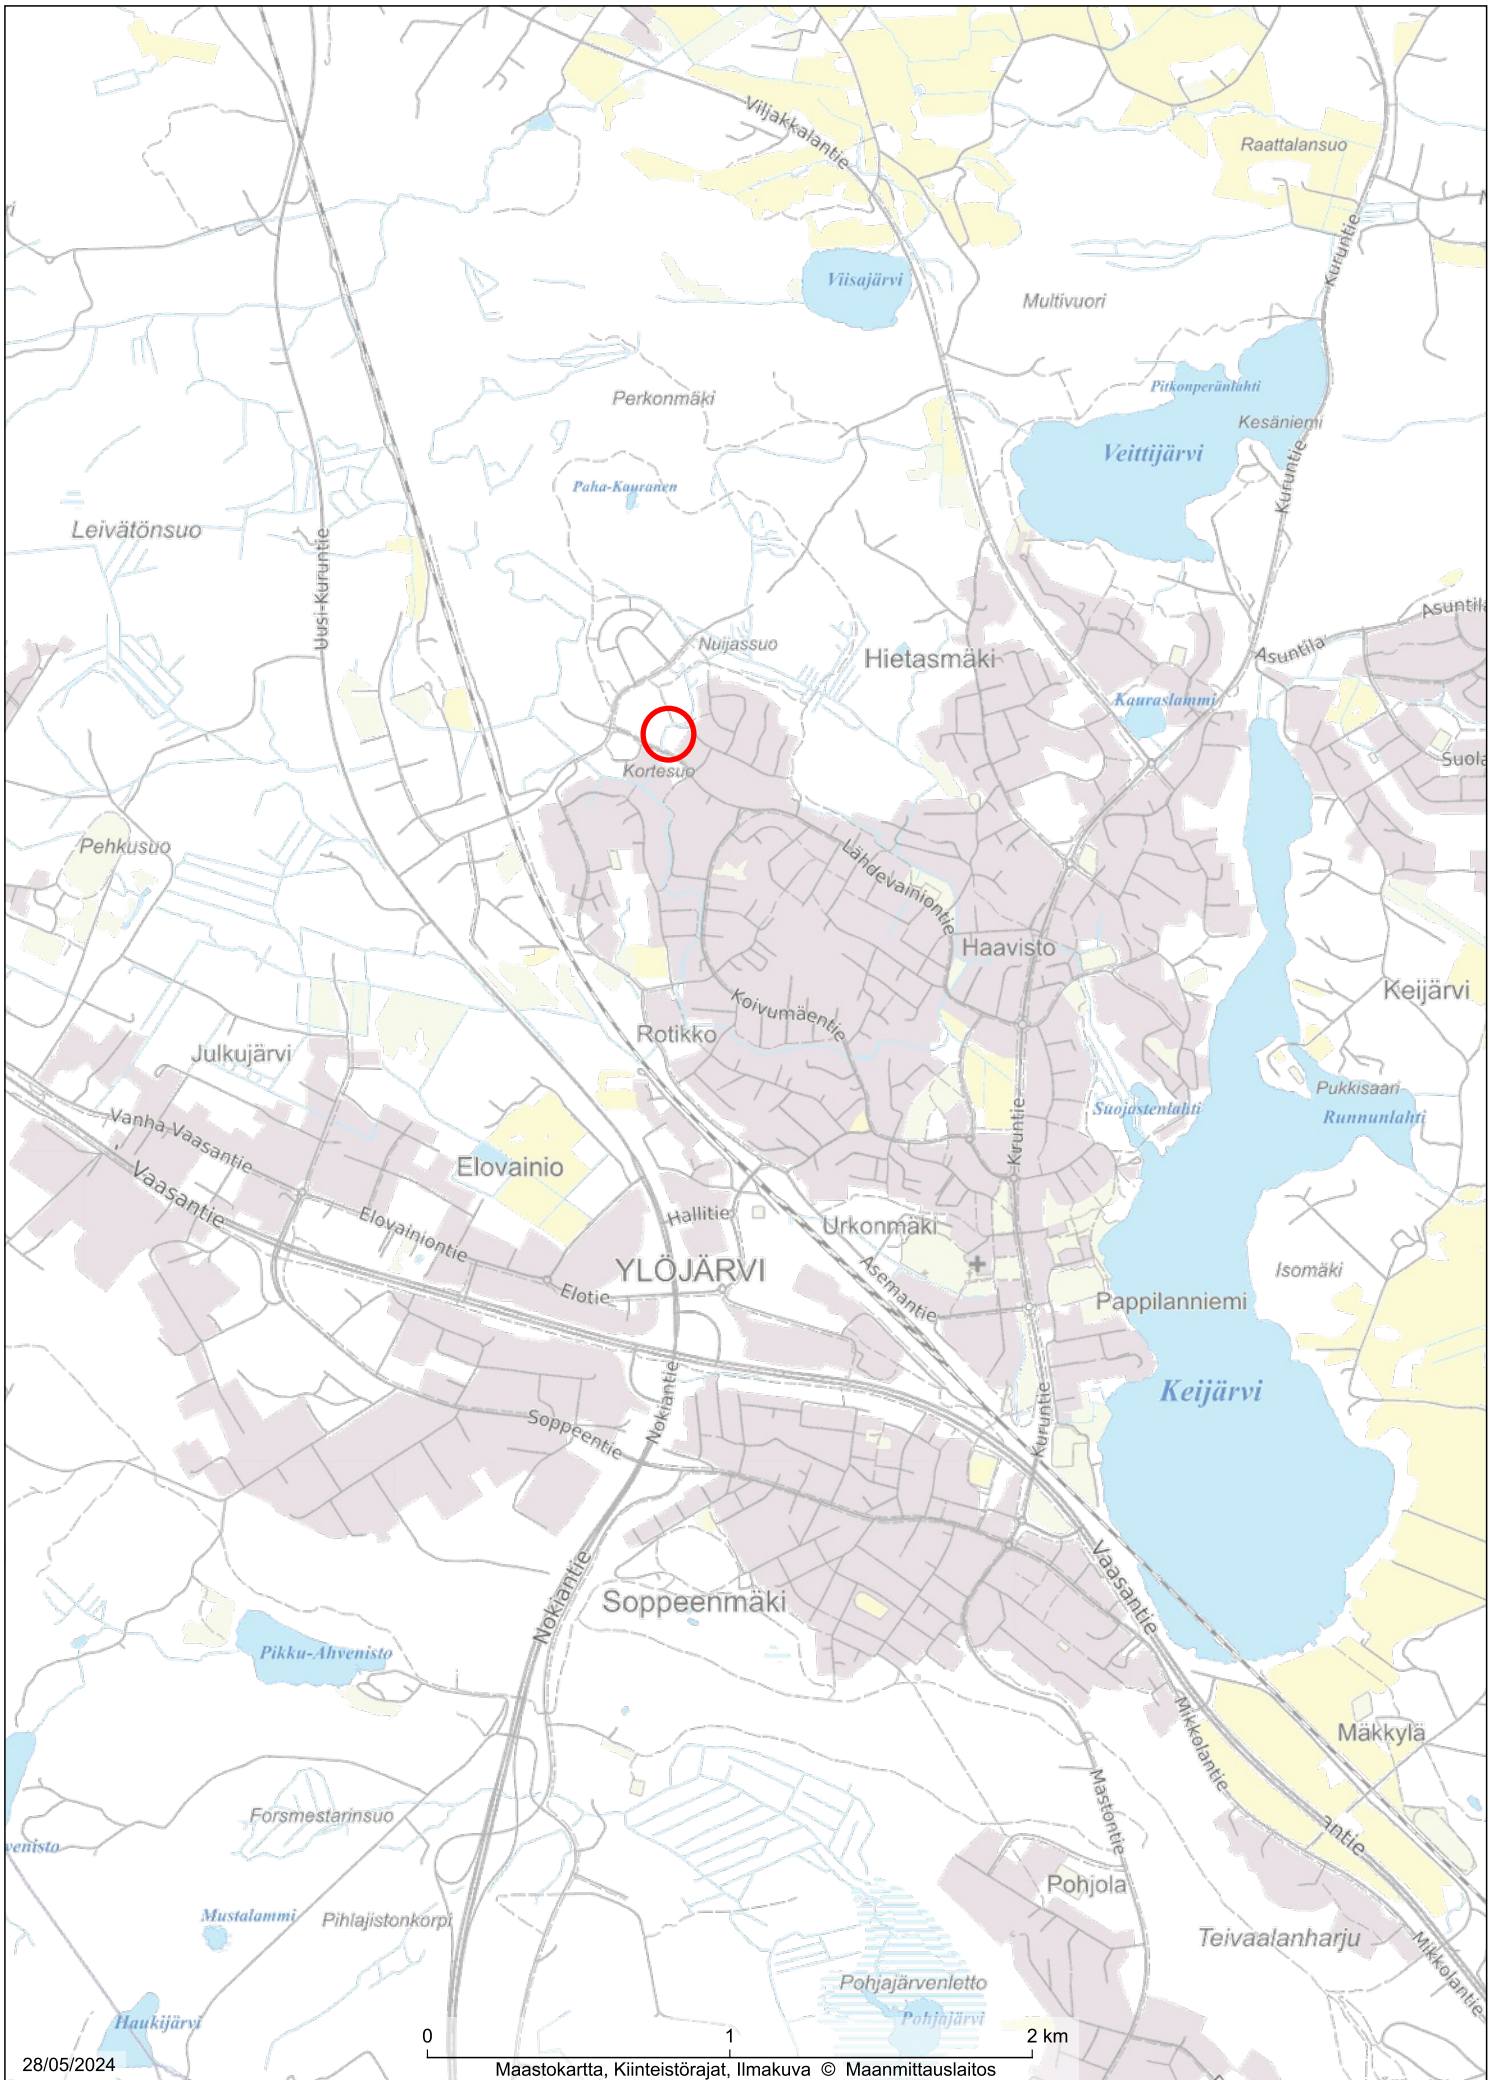 Viljakkalantie
Raattalansuo
Kuruntie
Viisajärvi
Multivuori
Pitkonperänlahti
Perkonmäki
Kesäniemi
Veittijärvi
Kuruntie
Paha-Kauranen
Leivätönsuo
Uusi-Kuruntie
Asuntila
Nuijassuo
Hietasmäki
Asuntila
Kauraslammi
Kortesuo
Suola
Pehkusuo
Lähdevainiontie
Haavisto
Keijärvi
Koivumäentie
Rotikko
Julkujärvi
Pukkisaari
Suojastenlahti
Runnunlahti
Vanha Vaasantie
Kuruntie
Elovainio
Vaasantie
Hallitie
Urkonmäki
Elovainiontie
YLÖJÄRVI
Asemantie
Isomäki
Elotie
Pappilanniemi
Keijärvi
Nokiantie
Kuruntie
Soppeentie
Vaasantie
Nokiantie
Soppeenmäki
Pikku-Ahvenisto
Mikkolantie
Mäkkylä
Mastontie
Forsmestarinsuo
antie
venisto
Pohjola
Mustalammi
Pihlajistonkorpi
Teivaalanharju
Mikkolantie
Pohjajärvenletto
Haukijärvi
Pohjajärvi
0 1 2 km
28/05/2024
Maastokartta, Kiinteistörajat, Ilmakuva © Maanmittauslaitos